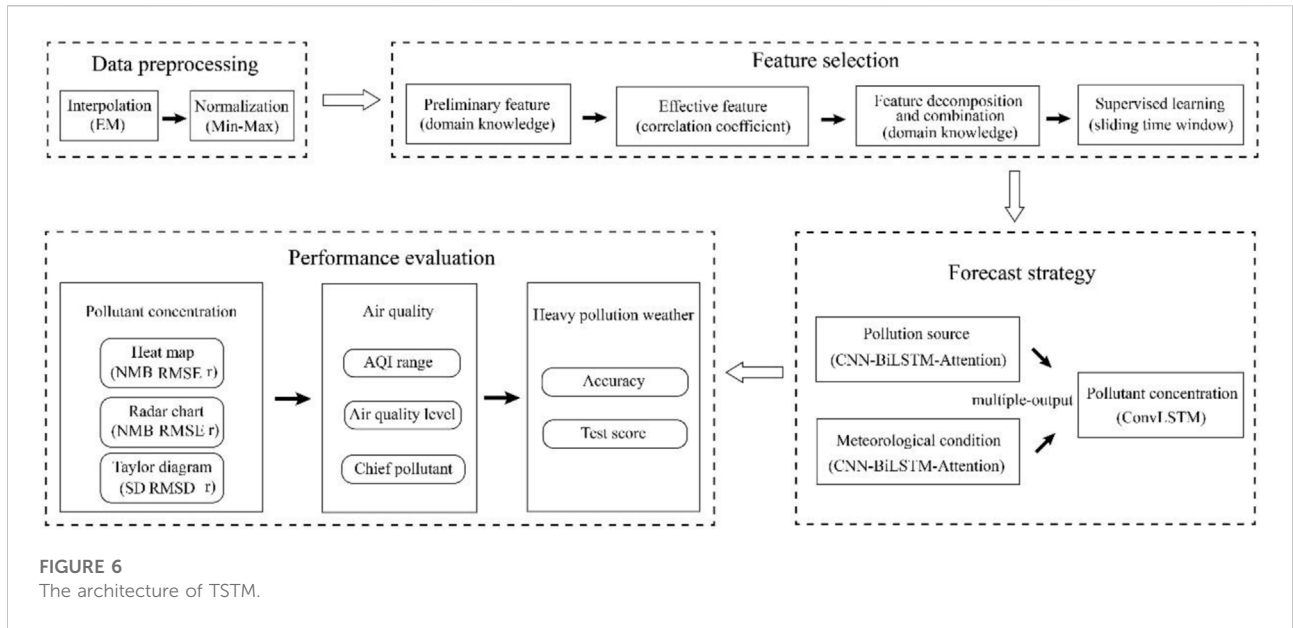 Data preprocessing
Interpolation
(EM)
Normalization
(Min-Max)
Feature selection
Preliminary feature
(domain knowledge)
Effective feature
(correlation coefficient)
Feature decomposition
and combination
(domain knowledge)
Supervised learning
(sliding time window)
Performance evaluation
Pollutant concentration
Heat map
(NMB RMSE r)
Radar chart
(NMB RMSE r)
Taylor diagram
(SD RMSD r)
Air quality
AQI range
Air quality level
Chief pollutant
Heavy pollution weather
Accuracy
Test score
Forecast strategy
Pollution source
(CNN-BiLSTM-Attention)
multiple-output
Meteorological condition
(CNN-BiLSTM-Attention)
Pollutant concentration
(ConvLSTM)
FIGURE 6
The architecture of TSTM.